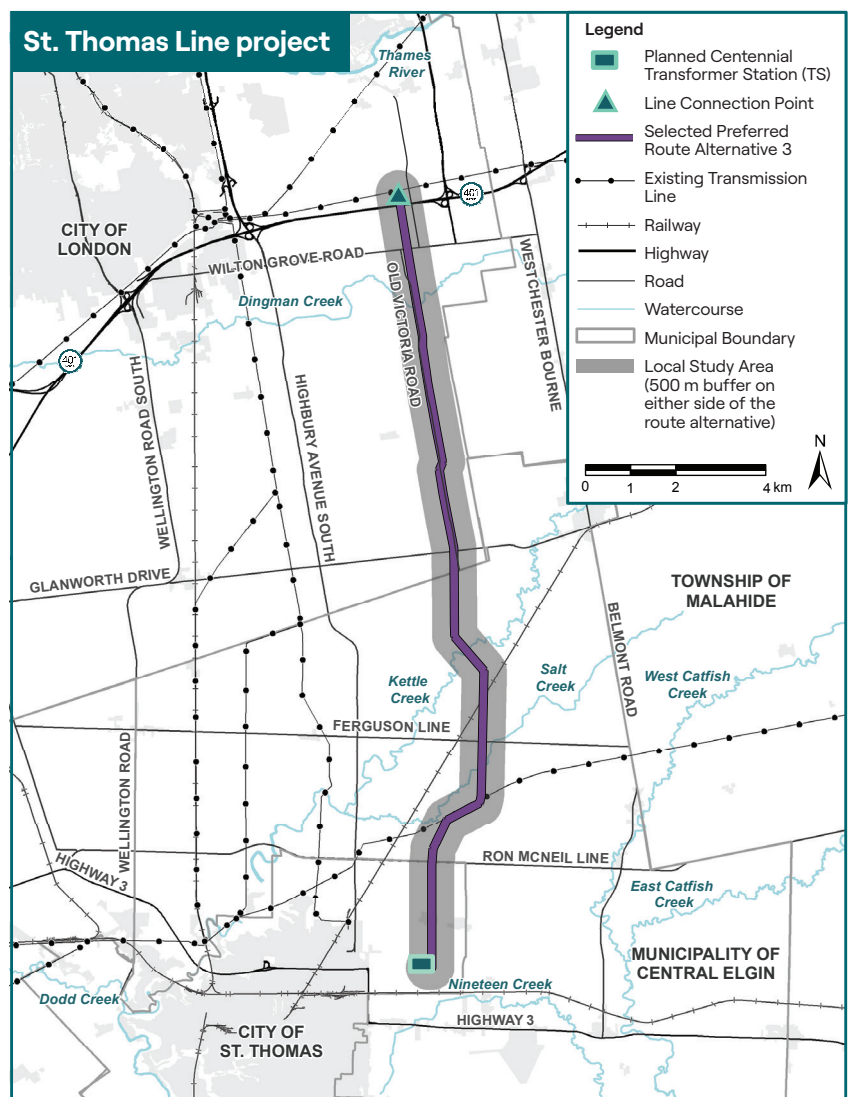 St. Thomas Line project
Legend
Planned Centennial
Transformer Station (TS)
Line Connection Point
Selected Preferred
Route Alternative 3
Existing Transmission
Line
Railway
Highway
Road
Watercourse
Municipal Boundary
Local Study Area
(500 m buffer on
either side of the
route alternative)
N
0 1 2 4 km
Thames
River
401
CITY OF
LONDON
WILTON GROVE ROAD
Dingman Creek
OLD VICTORIA ROAD
WESTCHESTER BOURNE
401
WELLINGTON ROAD SOUTH
HIGHBURY AVENUE SOUTH
GLANWORTH DRIVE
TOWNSHIP OF
MALAHIDE
BELMONT ROAD
Kettle
Creek
Salt
Creek
West Catfish
Creek
FERGUSON LINE
WELLINGTON ROAD
HIGHWAY 3
RON MCNEIL LINE
East Catfish
Creek
MUNICIPALITY OF
CENTRAL ELGIN
Nineteen Creek
Dodd Creek
HIGHWAY 3
CITY OF
ST. THOMAS